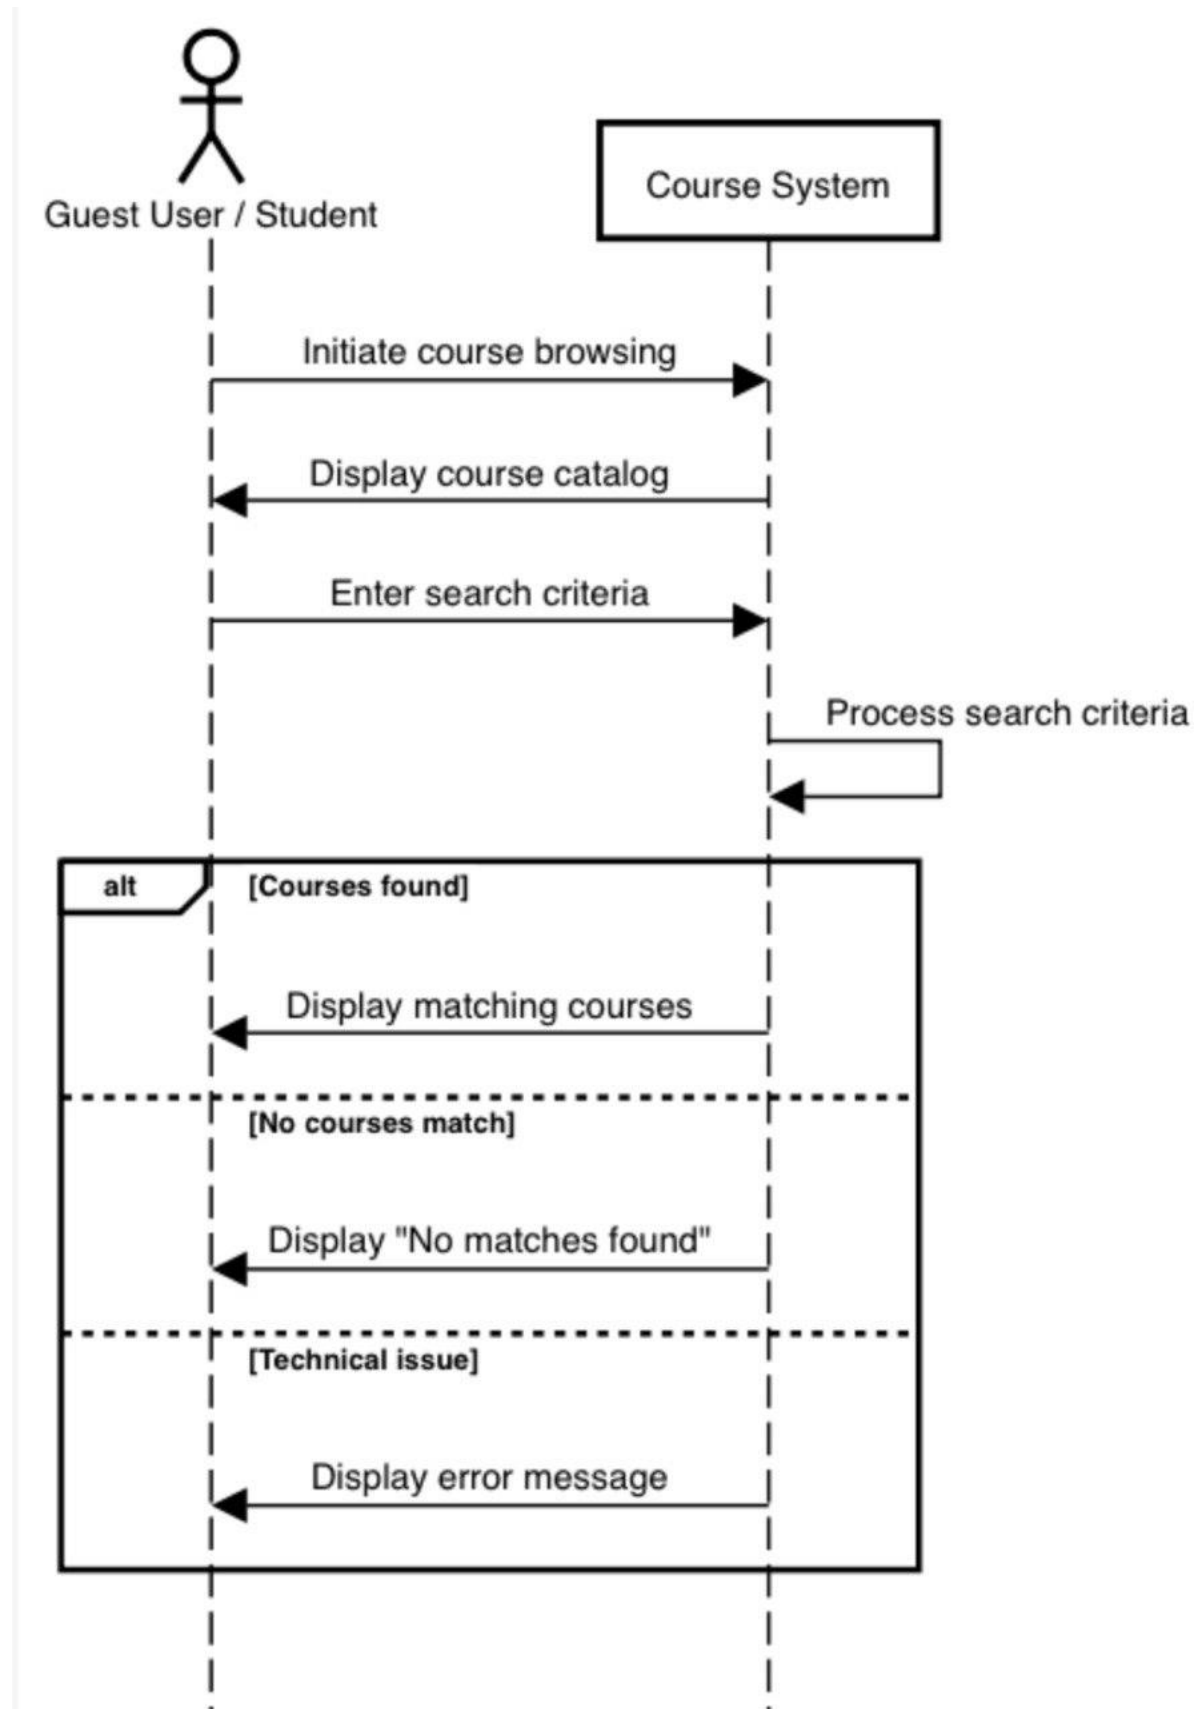 Guest User / Student
Course System
Initiate course browsing
Display course catalog
Enter search criteria
Process search criteria
alt
[Courses found]
Display matching courses
[No courses match]
Display "No matches found"
[Technical issue]
Display error message